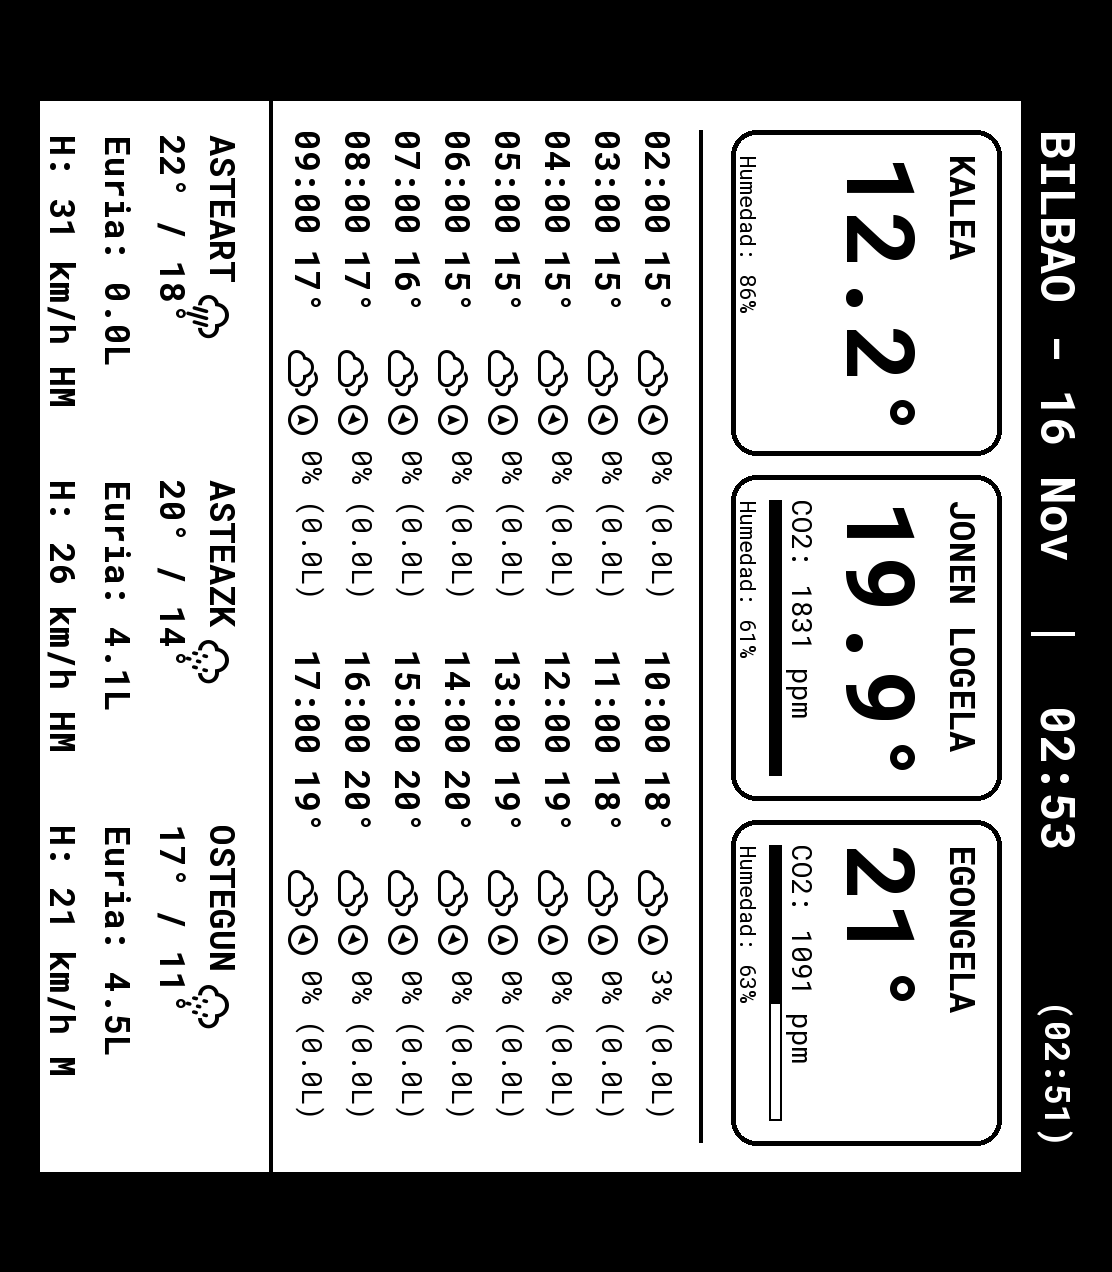 BILBAO - 16 Nov | 02:53 (02:51)
KALEA
12.2°
Humedad: 86%
JONEN LOGELA
19.9°
CO2: 1831 ppm
Humedad: 61%
EGONGELA
21°
CO2: 1091 ppm
Humedad: 63%
02:00 15° 0% (0.0L)
03:00 15° 0% (0.0L)
04:00 15° 0% (0.0L)
05:00 15° 0% (0.0L)
06:00 15° 0% (0.0L)
07:00 16° 0% (0.0L)
08:00 17° 0% (0.0L)
09:00 17° 0% (0.0L)
10:00 18° 3% (0.0L)
11:00 18° 0% (0.0L)
12:00 19° 0% (0.0L)
13:00 19° 0% (0.0L)
14:00 20° 0% (0.0L)
15:00 20° 0% (0.0L)
16:00 20° 0% (0.0L)
17:00 19° 0% (0.0L)
ASTEART
22° / 18°
Euria: 0.0L
H: 31 km/h HM
ASTEAZK
20° / 14°
Euria: 4.1L
H: 26 km/h HM
OSTEGUN
17° / 11°
Euria: 4.5L
H: 21 km/h M